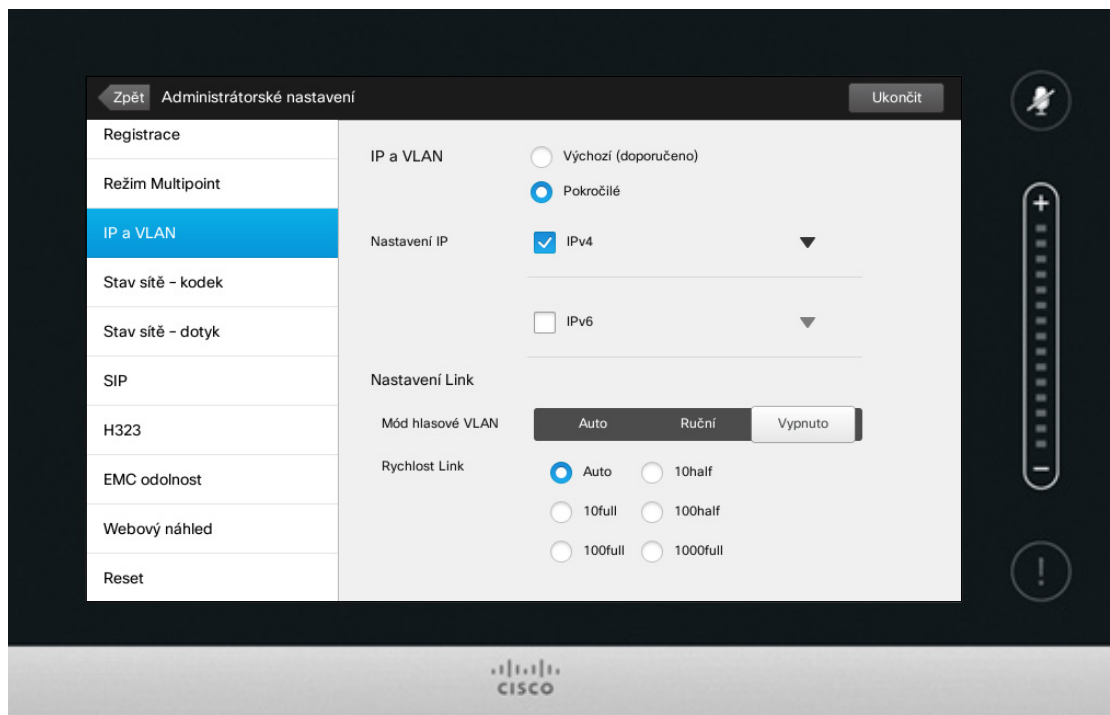 Zpět Administrátorské nastavení Ukončit
Registrace
Režim Multipoint
IP a VLAN
Stav sítě – kodek
Stav sítě – dotyk
SIP
H323
EMC odolnost
Webový náhled
Reset
IP a VLAN Výchozí (doporučeno)
Pokročilé
Nastavení IP IPv4
IPv6
Nastavení Link
Mód hlasové VLAN Auto Ruční Vypnuto
Rychlost Link Auto 10half
10full 100half
100full 1000full
+
−
!
CISCO